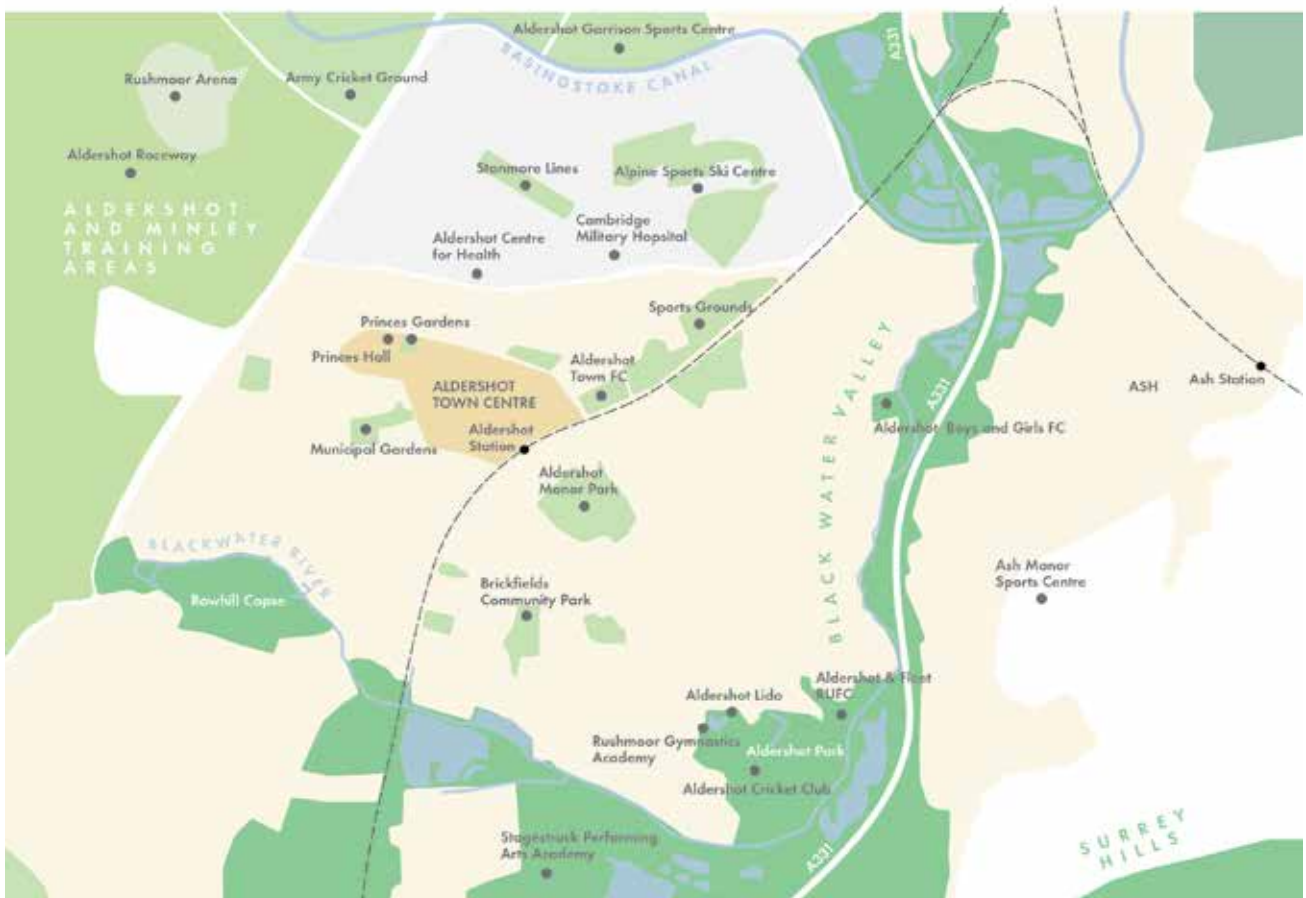 Aldershot Garrison Sports Centre
A331
BASINGSTOKE CANAL
Rushmoor Arena
Army Cricket Ground
Aldershot Raceway
Stanmore Lines
Alpine Sports Ski Centre
ALDERSHOT
AND MINLEY
TRAINING
AREAS
Cambridge
Military Hopsital
Aldershot Centre
for Health
Sports Grounds
Princes Gardens
Princes Hall
Aldershot
Town FC
ALDERSHOT
TOWN CENTRE
A331
ASH
Ash Station
Aldershot Boys and Girls FC
Municipal Gardens
Aldershot
Station
Aldershot
Manor Park
BLACK WATER VALLEY
BLACKWATER RIVER
Rowhill Copse
Brickfields
Community Park
Ash Manor
Sports Centre
Aldershot & Fleet
RUFC
Aldershot Lido
Rushmoor Gymnastics
Academy
Aldershot Park
Aldershot Cricket Club
Stagestruck Performing
Arts Academy
A331
SURREY
HILLS